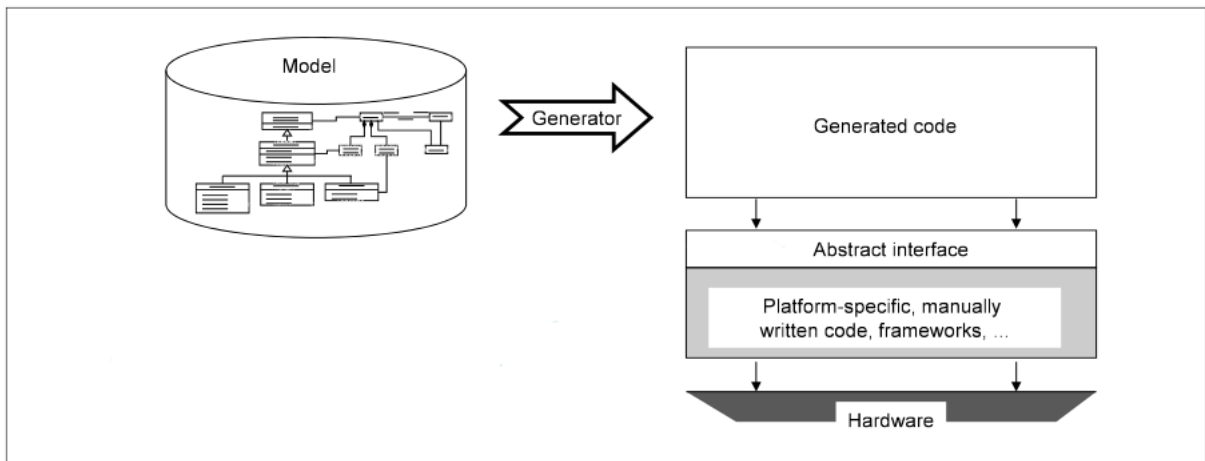 Model
Generator
Generated code
Abstract interface
Platform-specific, manually
written code, frameworks, ...
Hardware